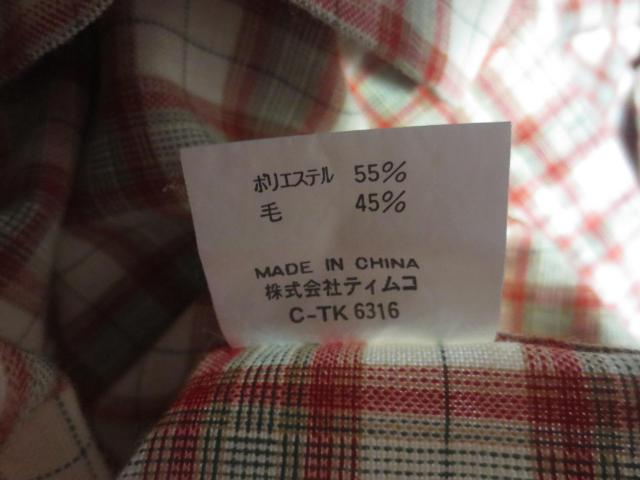 ポリエステル 55%
毛 45%
MADE IN CHINA
株式会社ティムコ
C-TK 6316